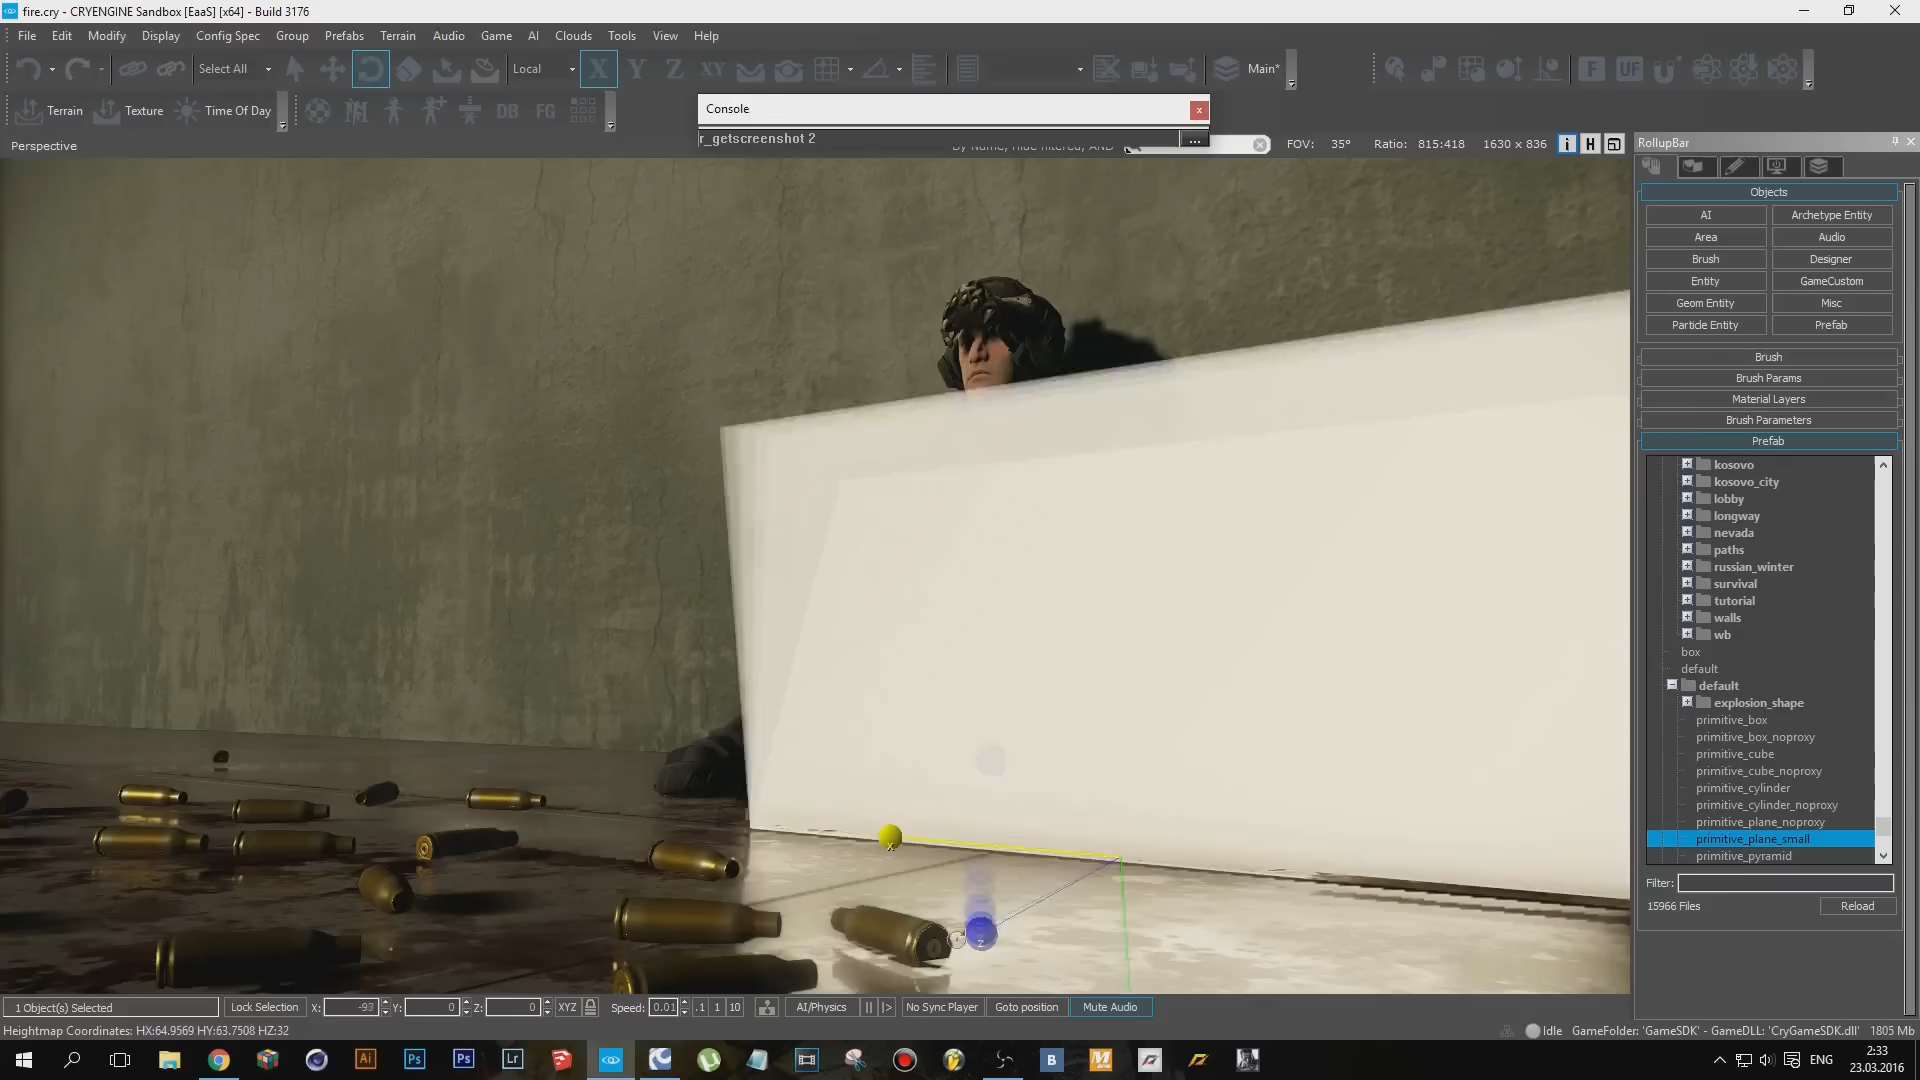 fire.cry - CRYENGINE Sandbox [EaaS] [x64] - Build 3176
File Edit Modify Display Config Spec Group Prefabs Terrain Audio Game AI Clouds Tools View Help
Select All Local X Y Z XY Main* F UF
Terrain Texture Time Of Day DB FG
Console
r_getscreenshot 2 ...
Perspective
By Name, Hide filtered, AND FOV: 35° Ratio: 815:418 1630 x 836 i H
RollupBar
Objects
AI Archetype Entity
Area Audio
Brush Designer
Entity GameCustom
Geom Entity Misc
Particle Entity Prefab
Brush
Brush Params
Material Layers
Brush Parameters
Prefab
kosovo
kosovo_city
lobby
longway
nevada
paths
russian_winter
survival
tutorial
walls
wb
box
default
default
explosion_shape
primitive_box
primitive_box_noproxy
primitive_cube
primitive_cube_noproxy
primitive_cylinder
primitive_cylinder_noproxy
primitive_plane_noproxy
primitive_plane_small
primitive_pyramid
Filter:
15966 Files Reload
x
z
1 Object(s) Selected Lock Selection X: Y: 0 Z: 0 XYZ Speed: 0.01 .1 1 10 AI/Physics No Sync Player Goto position Mute Audio
Heightmap Coordinates: HX:64.9569 HY:63.7508 HZ:32
Idle GameFolder: 'GameSDK' - GameDLL: 'CryGameSDK.dll' 1805 Mb
Ai Ps Ps Lr B M ENG
2:33
23.03.2016